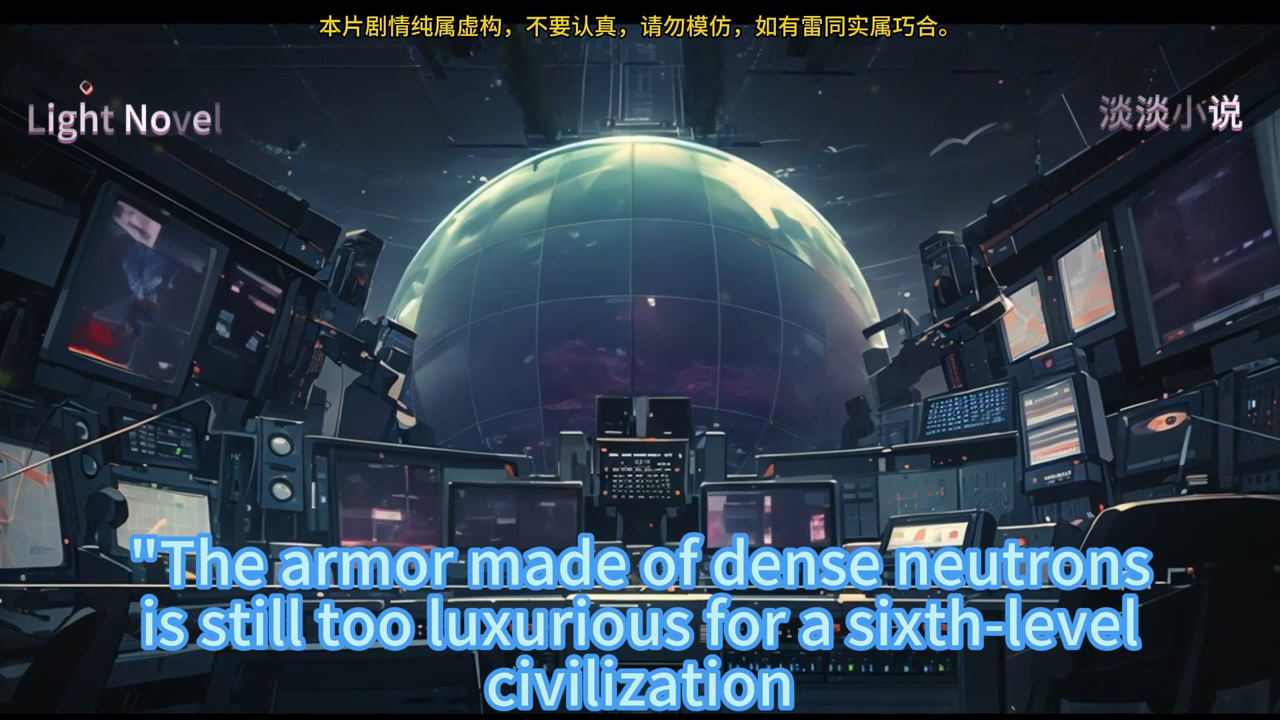 本片剧情纯属虚构，不要认真，请勿模仿，如有雷同实属巧合。
Light Novel
淡淡小说
"The armor made of dense neutrons
is still too luxurious for a sixth-level
civilization